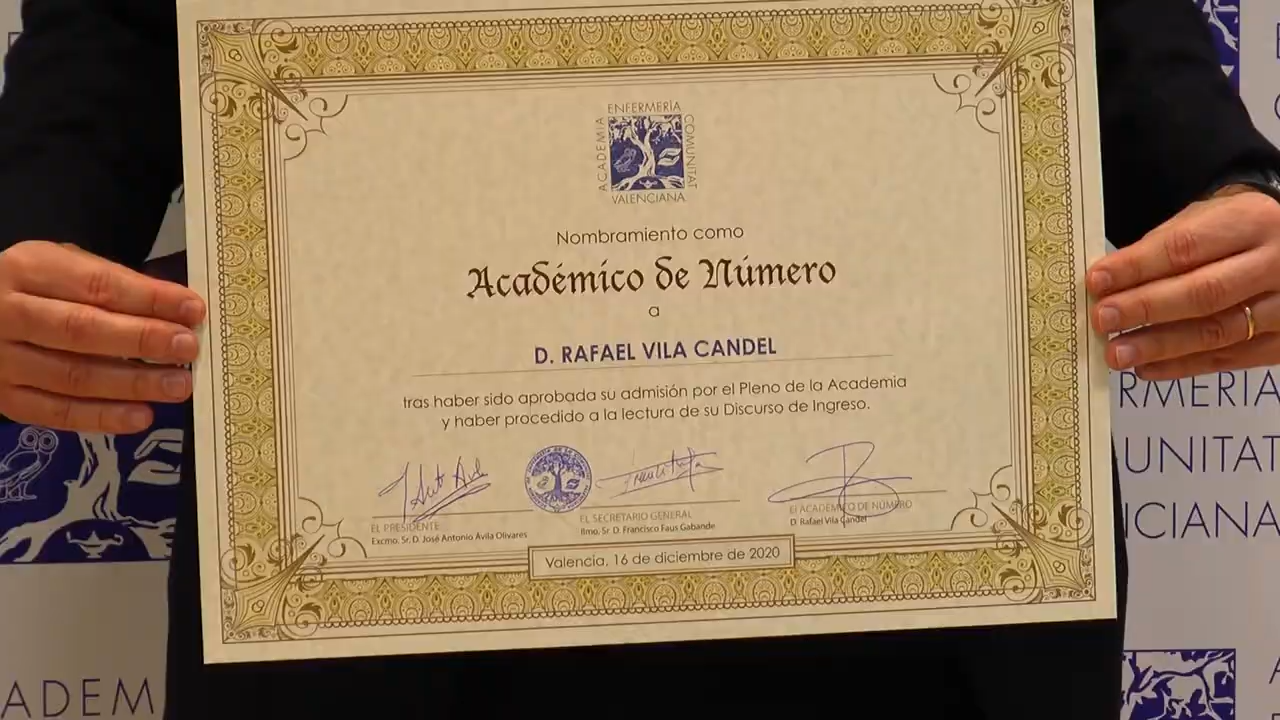 ENFERMERÍA
ACADEMIA
COMUNITAT
VALENCIANA
Nombramiento como
Académico de Número
a
D. RAFAEL VILA CANDEL
tras haber sido aprobada su admisión por el Pleno de la Academia
y haber procedido a la lectura de su Discurso de Ingreso.
EL PRESIDENTE
Excmo. Sr. D. José Antonio Ávila Olivares
EL SECRETARIO GENERAL
Ilmo. Sr. D. Francisco Faus Gabande
El ACADÉMICO DE NÚMERO
D. Rafael Vila Candel
Valencia, 16 de diciembre de 2020
RMERÍA
UNITAT
ICIANA
ADEM